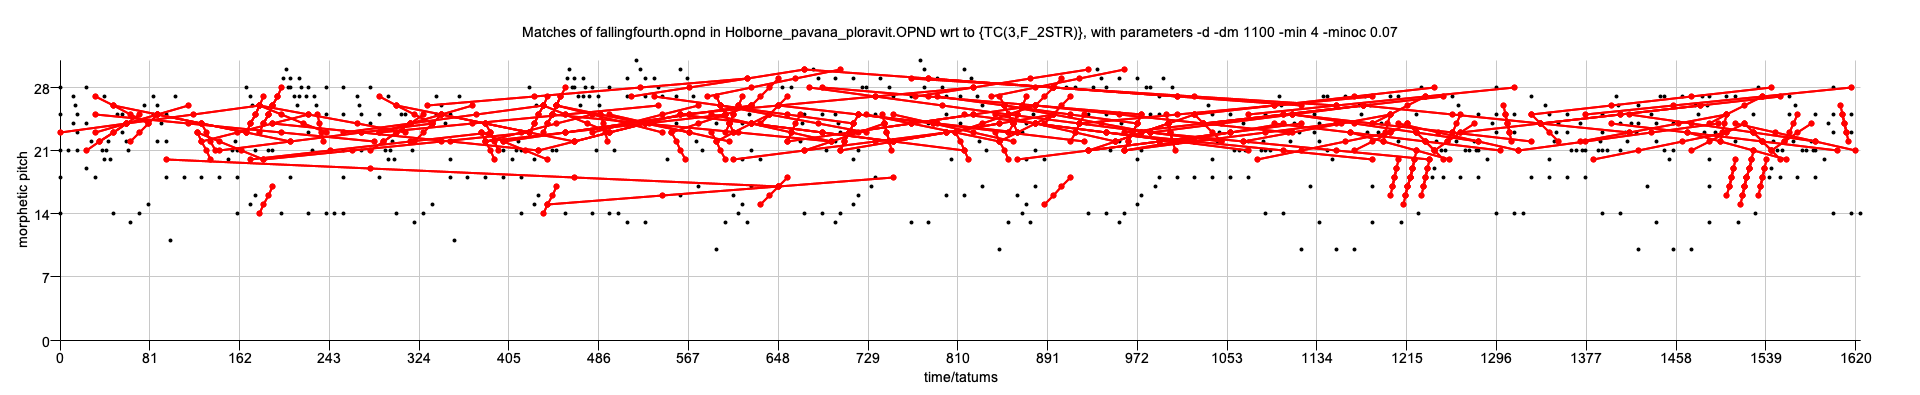 Matches of fallingfourth.opnd in Holborne_pavana_ploravit.OPND wrt to {TC(3,F_2STR)}, with parameters -d -dm 1100 -min 4 -minoc 0.07
morphetic pitch
28
21
14
7
0
0 81 162 243 324 405 486 567 648 729 810 891 972 1053 1134 1215 1296 1377 1458 1539 1620
time/tatums